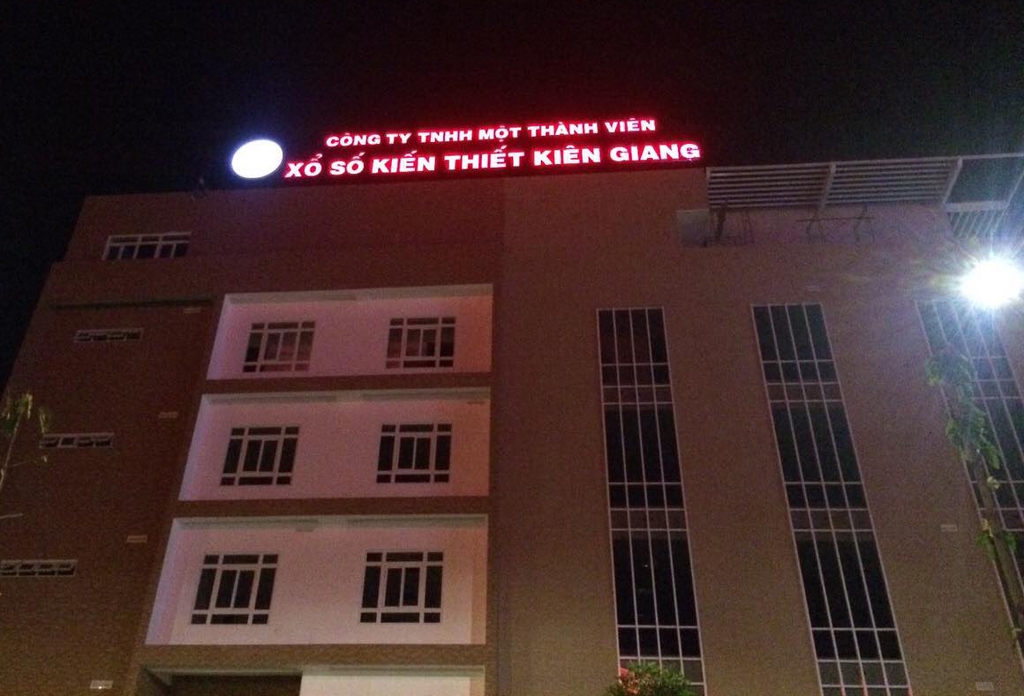 CÔNG TY TNHH MỘT THÀNH VIÊN
XỔ SỐ KIẾN THIẾT KIÊN GIANG